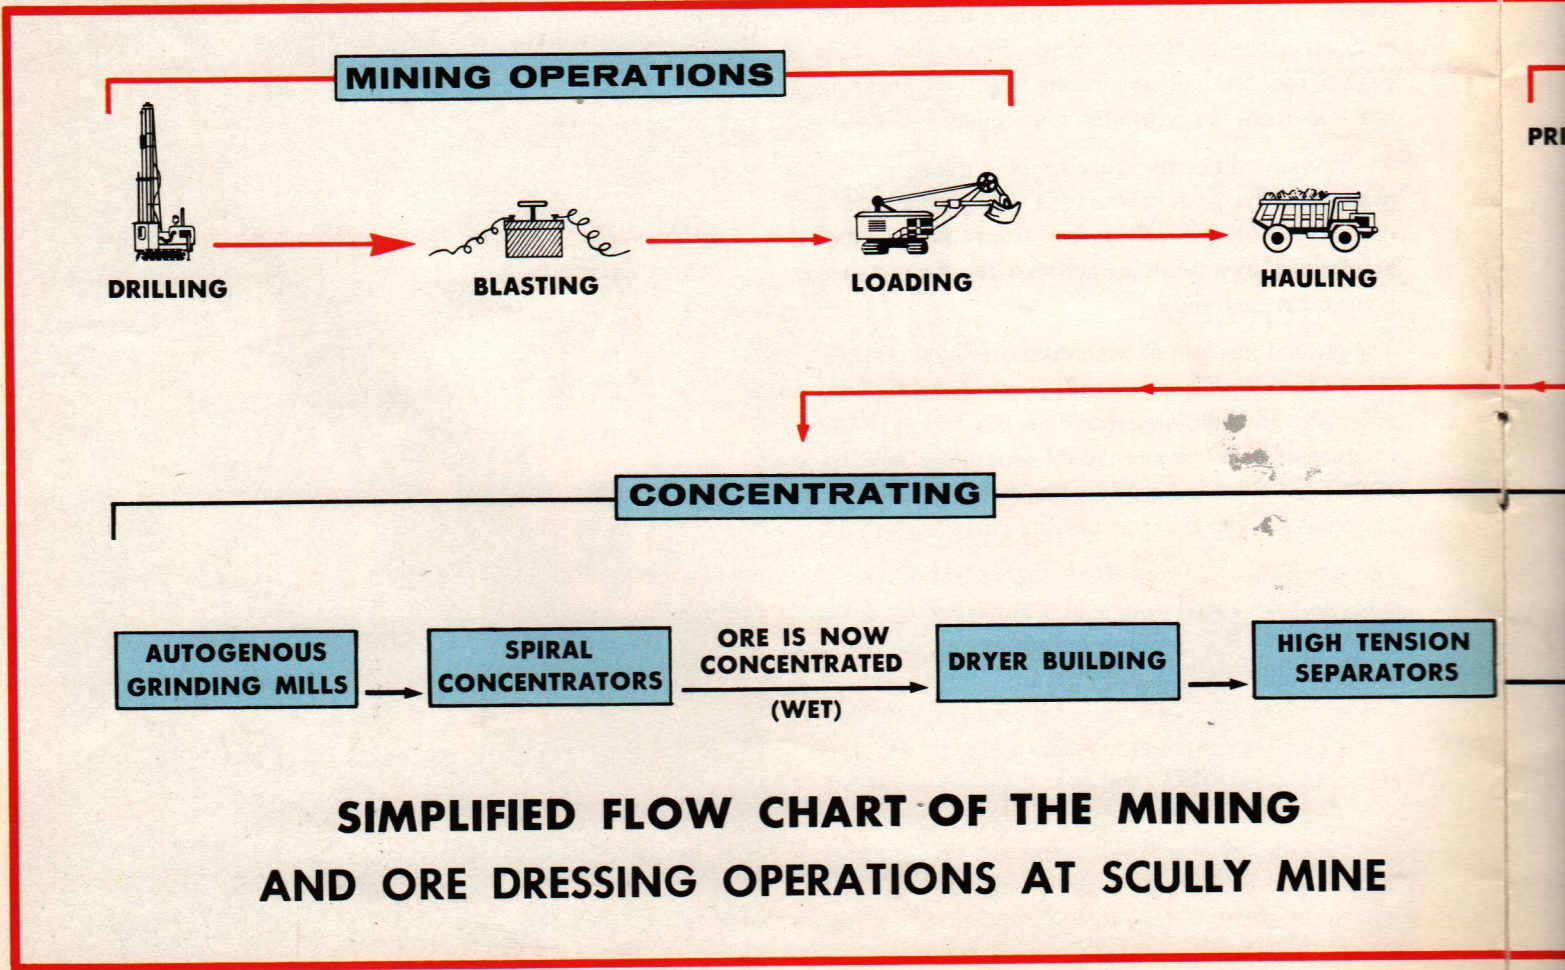 MINING OPERATIONS
DRILLING
BLASTING
LOADING
HAULING
CONCENTRATING
AUTOGENOUS
GRINDING MILLS
SPIRAL
CONCENTRATORS
ORE IS NOW
CONCENTRATED
(WET)
DRYER BUILDING
HIGH TENSION
SEPARATORS
SIMPLIFIED FLOW CHART OF THE MINING
AND ORE DRESSING OPERATIONS AT SCULLY MINE